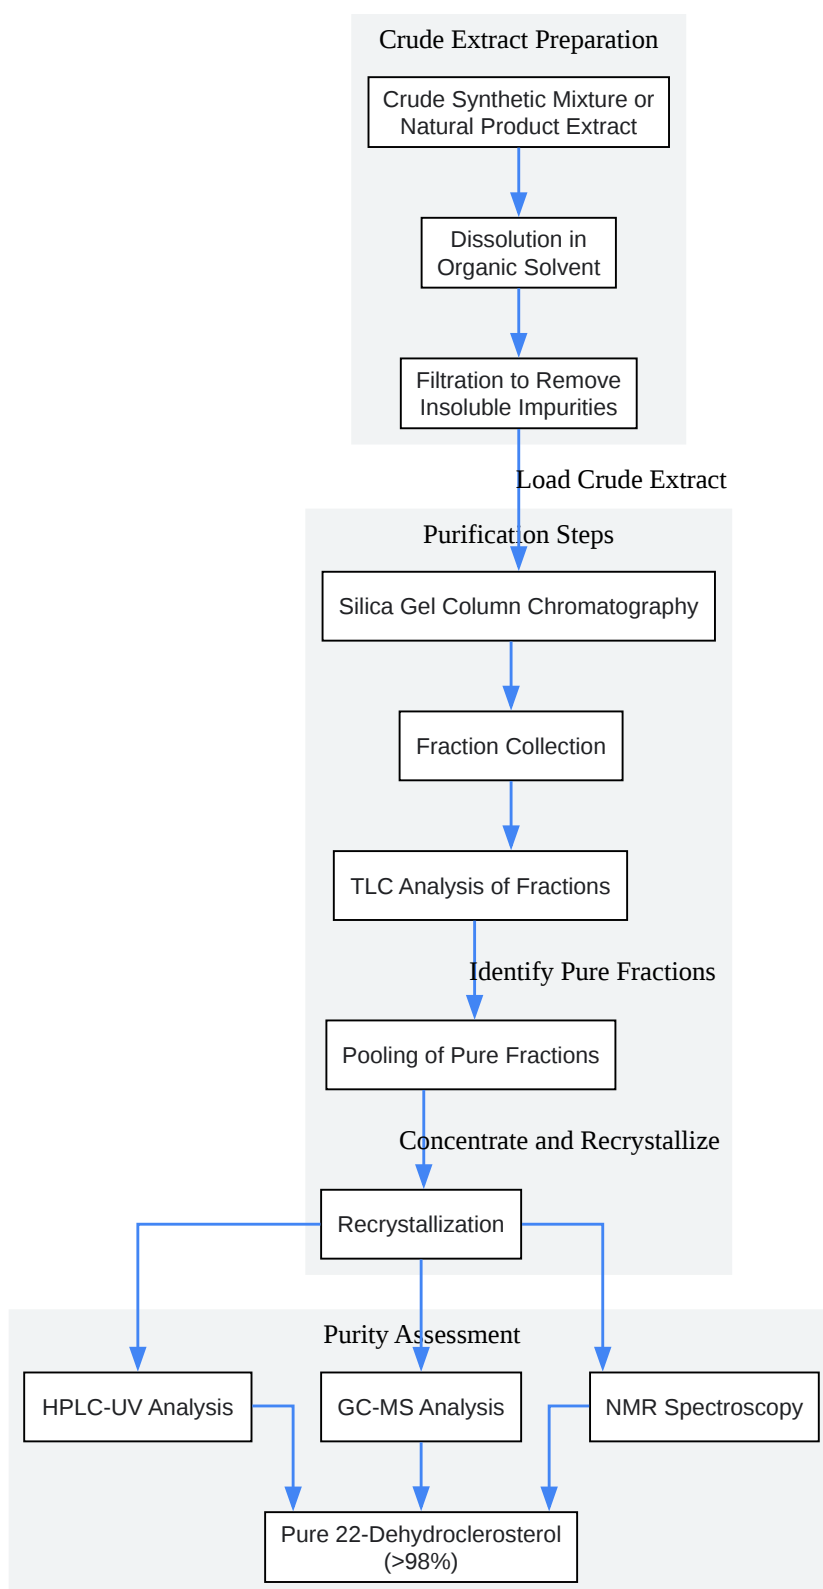 Crude Extract Preparation
Crude Synthetic Mixture or
Natural Product Extract
Dissolution in
Organic Solvent
Filtration to Remove
Insoluble Impurities
Load Crude Extract
Purification Steps
Silica Gel Column Chromatography
Fraction Collection
TLC Analysis of Fractions
Identify Pure Fractions
Pooling of Pure Fractions
Concentrate and Recrystallize
Recrystallization
Purity Assessment
HPLC-UV Analysis
GC-MS Analysis
NMR Spectroscopy
Pure 22-Dehydroclerosterol
(>98%)